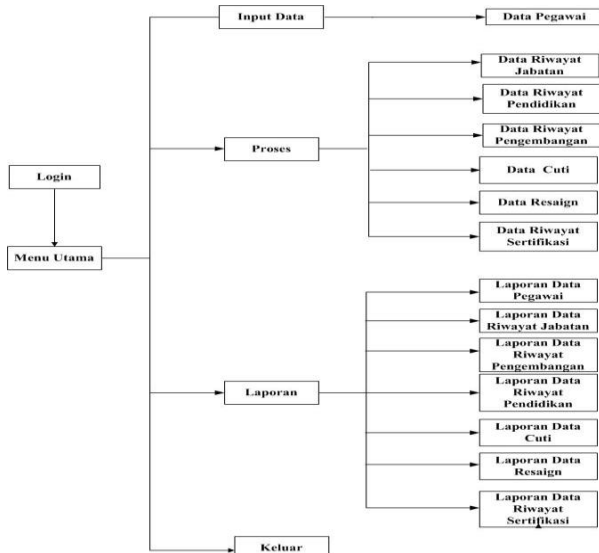 Input Data
Data Pegawai
Data Riwayat
Jabatan
Data Riwayat
Pendidikan
Data Riwayat
Pengembangan
Proses
Data Cuti
Data Resaign
Data Riwayat
Sertifikasi
Login
Menu Utama
Laporan Data
Pegawai
Laporan Data
Riwayat Jabatan
Laporan Data
Riwayat
Pengembangan
Laporan
Laporan Data
Riwayat
Pendidikan
Laporan Data
Cuti
Laporan Data
Resaign
Laporan Data
Riwayat
Sertifikasi
Keluar